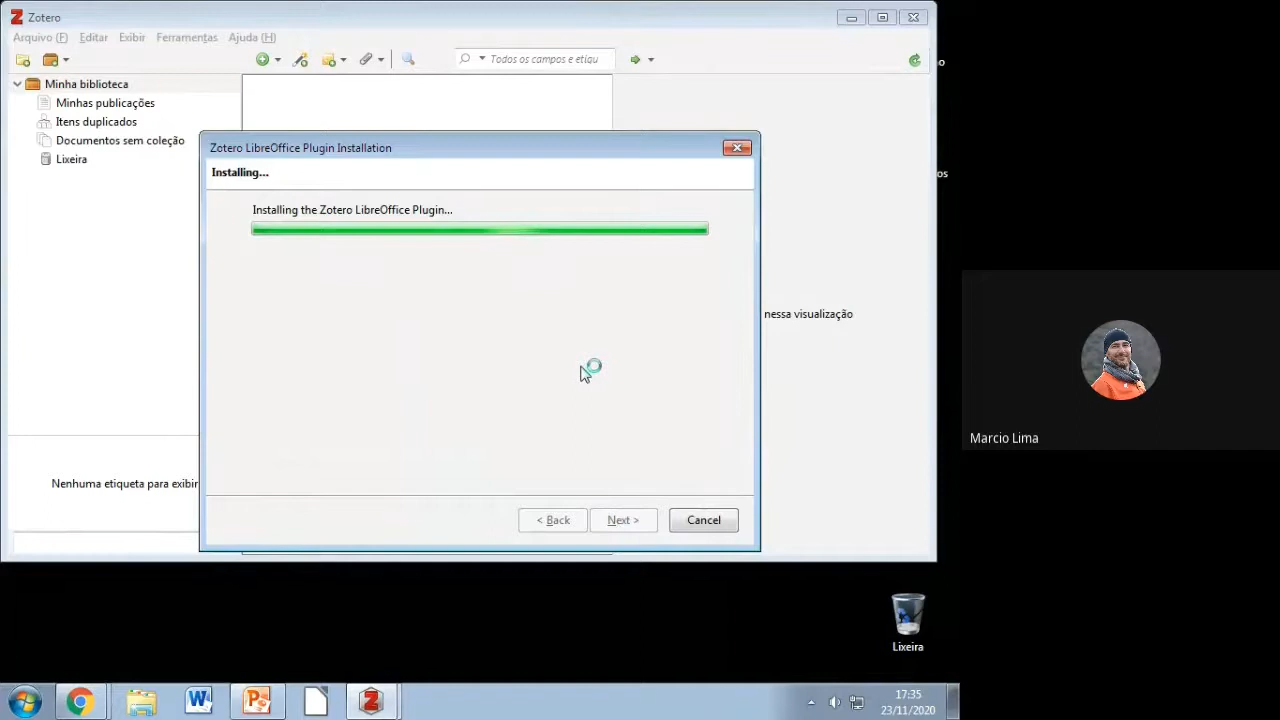 Zotero
Arquivo (F) Editar Exibir Ferramentas Ajuda (H)
Todos os campos e etiqu
Minha biblioteca
Minhas publicações
Itens duplicados
Documentos sem coleção
Lixeira
Zotero LibreOffice Plugin Installation
Installing...
Installing the Zotero LibreOffice Plugin...
nessa visualização
Nenhuma etiqueta para exibir
< Back Next > Cancel
o
os
Marcio Lima
Lixeira
17:35
23/11/2020